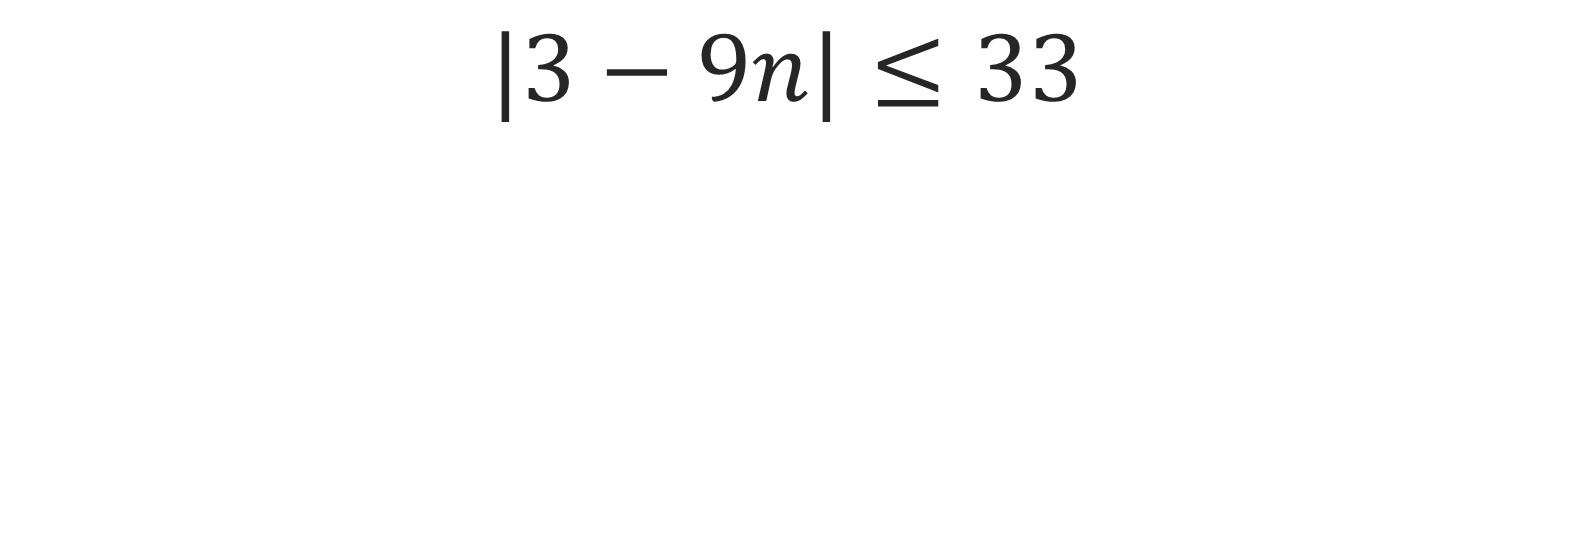 |3 − 9n| ≤ 33